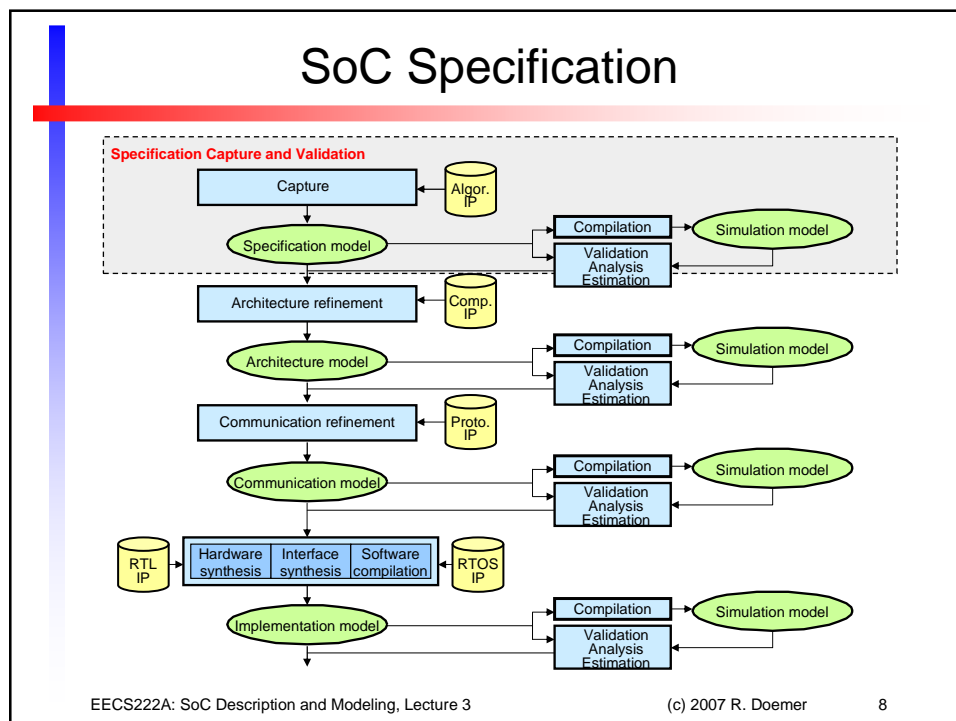 SoC Specification
Specification Capture and Validation
Capture
Algor.
IP
Specification model
Compilation
Simulation model
Validation
Analysis
Estimation
Architecture refinement
Comp.
IP
Architecture model
Compilation
Simulation model
Validation
Analysis
Estimation
Communication refinement
Proto.
IP
Communication model
Compilation
Simulation model
Validation
Analysis
Estimation
RTL
IP
Hardware
synthesis
Interface
synthesis
Software
compilation
RTOS
IP
Implementation model
Compilation
Simulation model
Validation
Analysis
Estimation
EECS222A: SoC Description and Modeling, Lecture 3
(c) 2007 R. Doemer
8